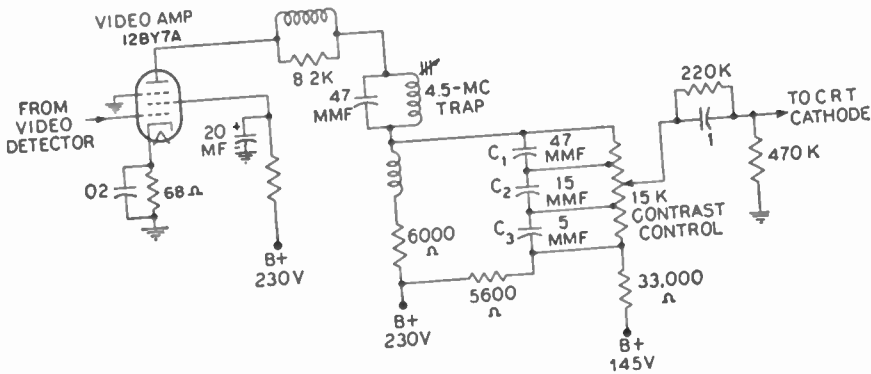 VIDEO AMP
12BY7A
FROM
VIDEO
DETECTOR
02
68Ω
20
MF
B+
230V
8 2K
47
MMF
4.5-MC
TRAP
C1
47
MMF
C2
15
MMF
C3
5
MMF
15 K
CONTRAST
CONTROL
6000
Ω
5600
Ω
B+
230V
33,000
Ω
B+
145V
220K
1
TO CRT
CATHODE
470 K